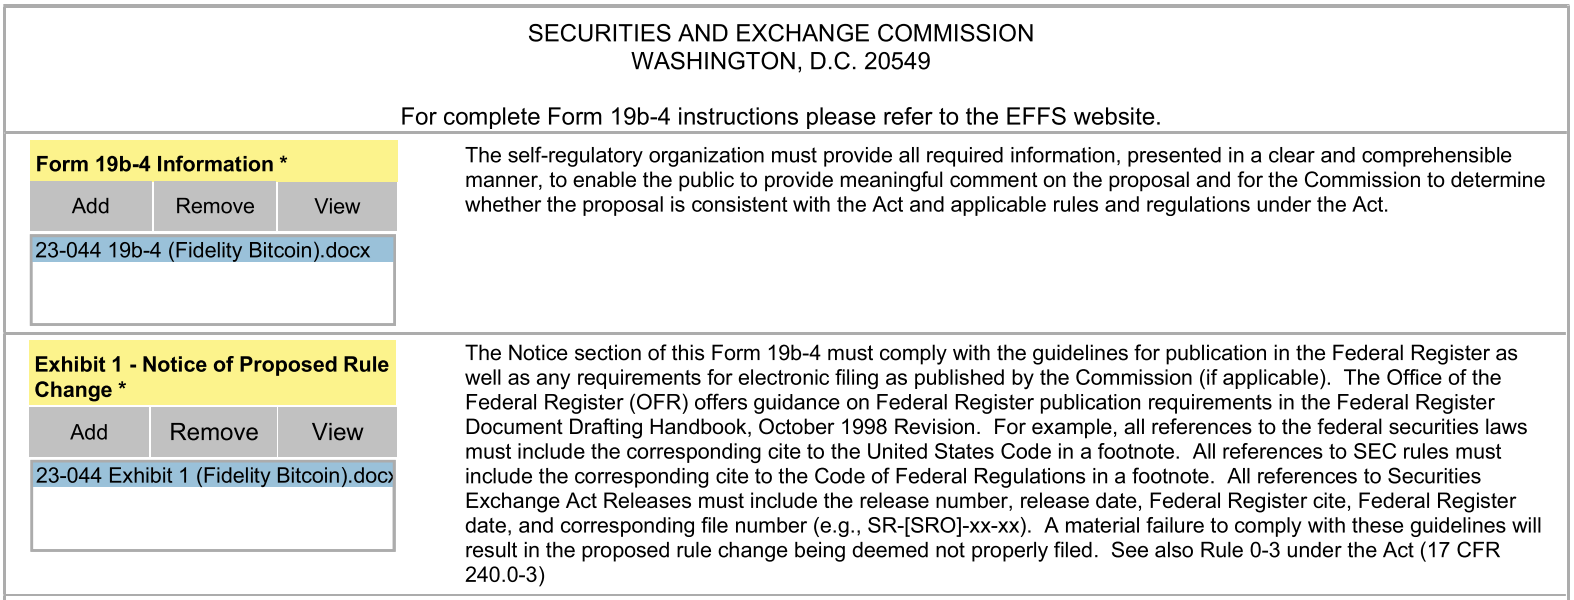 SECURITIES AND EXCHANGE COMMISSION
WASHINGTON, D.C. 20549
For complete Form 19b-4 instructions please refer to the EFFS website.
Form 19b-4 Information *
Add Remove View
23-044 19b-4 (Fidelity Bitcoin).docx
The self-regulatory organization must provide all required information, presented in a clear and comprehensible
manner, to enable the public to provide meaningful comment on the proposal and for the Commission to determine
whether the proposal is consistent with the Act and applicable rules and regulations under the Act.
Exhibit 1 - Notice of Proposed Rule
Change *
Add Remove View
23-044 Exhibit 1 (Fidelity Bitcoin).docx
The Notice section of this Form 19b-4 must comply with the guidelines for publication in the Federal Register as
well as any requirements for electronic filing as published by the Commission (if applicable). The Office of the
Federal Register (OFR) offers guidance on Federal Register publication requirements in the Federal Register
Document Drafting Handbook, October 1998 Revision. For example, all references to the federal securities laws
must include the corresponding cite to the United States Code in a footnote. All references to SEC rules must
include the corresponding cite to the Code of Federal Regulations in a footnote. All references to Securities
Exchange Act Releases must include the release number, release date, Federal Register cite, Federal Register
date, and corresponding file number (e.g., SR-[SRO]-xx-xx). A material failure to comply with these guidelines will
result in the proposed rule change being deemed not properly filed. See also Rule 0-3 under the Act (17 CFR
240.0-3)